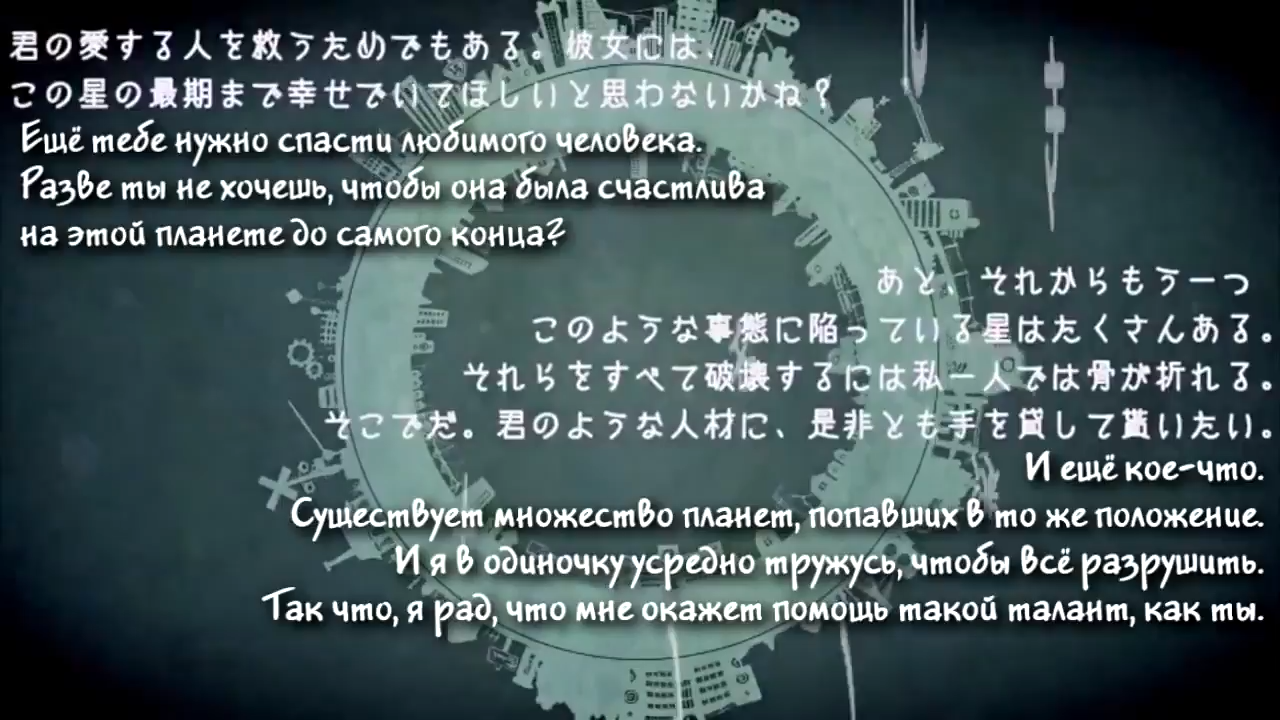 君の愛する人を救うためでもある。彼女には、
この星の最期まで幸せでいてほしいと思わないかね？
Ещё тебе нужно спасти любимого человека.
Разве ты не хочешь, чтобы она была счастлива
на этой планете до самого конца?
あと、それからもう一つ
このような事態に陥っている星はたくさんある。
それらをすべて破壊するには私一人では骨が折れる。
そこでだ。君のような人材に、是非とも手を貸して貰いたい。
И ещё кое-что.
Существует множество планет, попавших в то же положение.
И я в одиночку усредно тружусь, чтобы всё разрушить.
Так что, я рад, что мне окажет помощь такой талант, как ты.